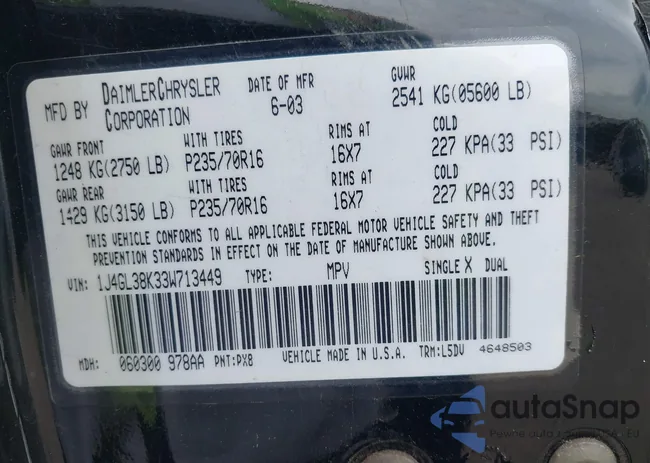 MFD BY DAIMLERCHRYSLER CORPORATION DATE OF MFR 6-03 GVWR 2541 KG(05600 LB)
GAWR FRONT WITH TIRES RIMS AT COLD
1248 KG(2750 LB) P235/70R16 16X7 227 KPA(33 PSI)
GAWR REAR WITH TIRES RIMS AT COLD
1429 KG(3150 LB) P235/70R16 16X7 227 KPA(33 PSI)
THIS VEHICLE CONFORMS TO ALL APPLICABLE FEDERAL MOTOR VEHICLE SAFETY AND THEFT
PREVENTION STANDARDS IN EFFECT ON THE DATE OF MANUFACTURE SHOWN ABOVE.
VIN: 1J4GL38K33W713449 TYPE: MPV SINGLE X DUAL
MDH: 060300 978AA PNT:PX8 VEHICLE MADE IN U.S.A. TRM:L5DV 4648503
autaSnap
Pewne auta z